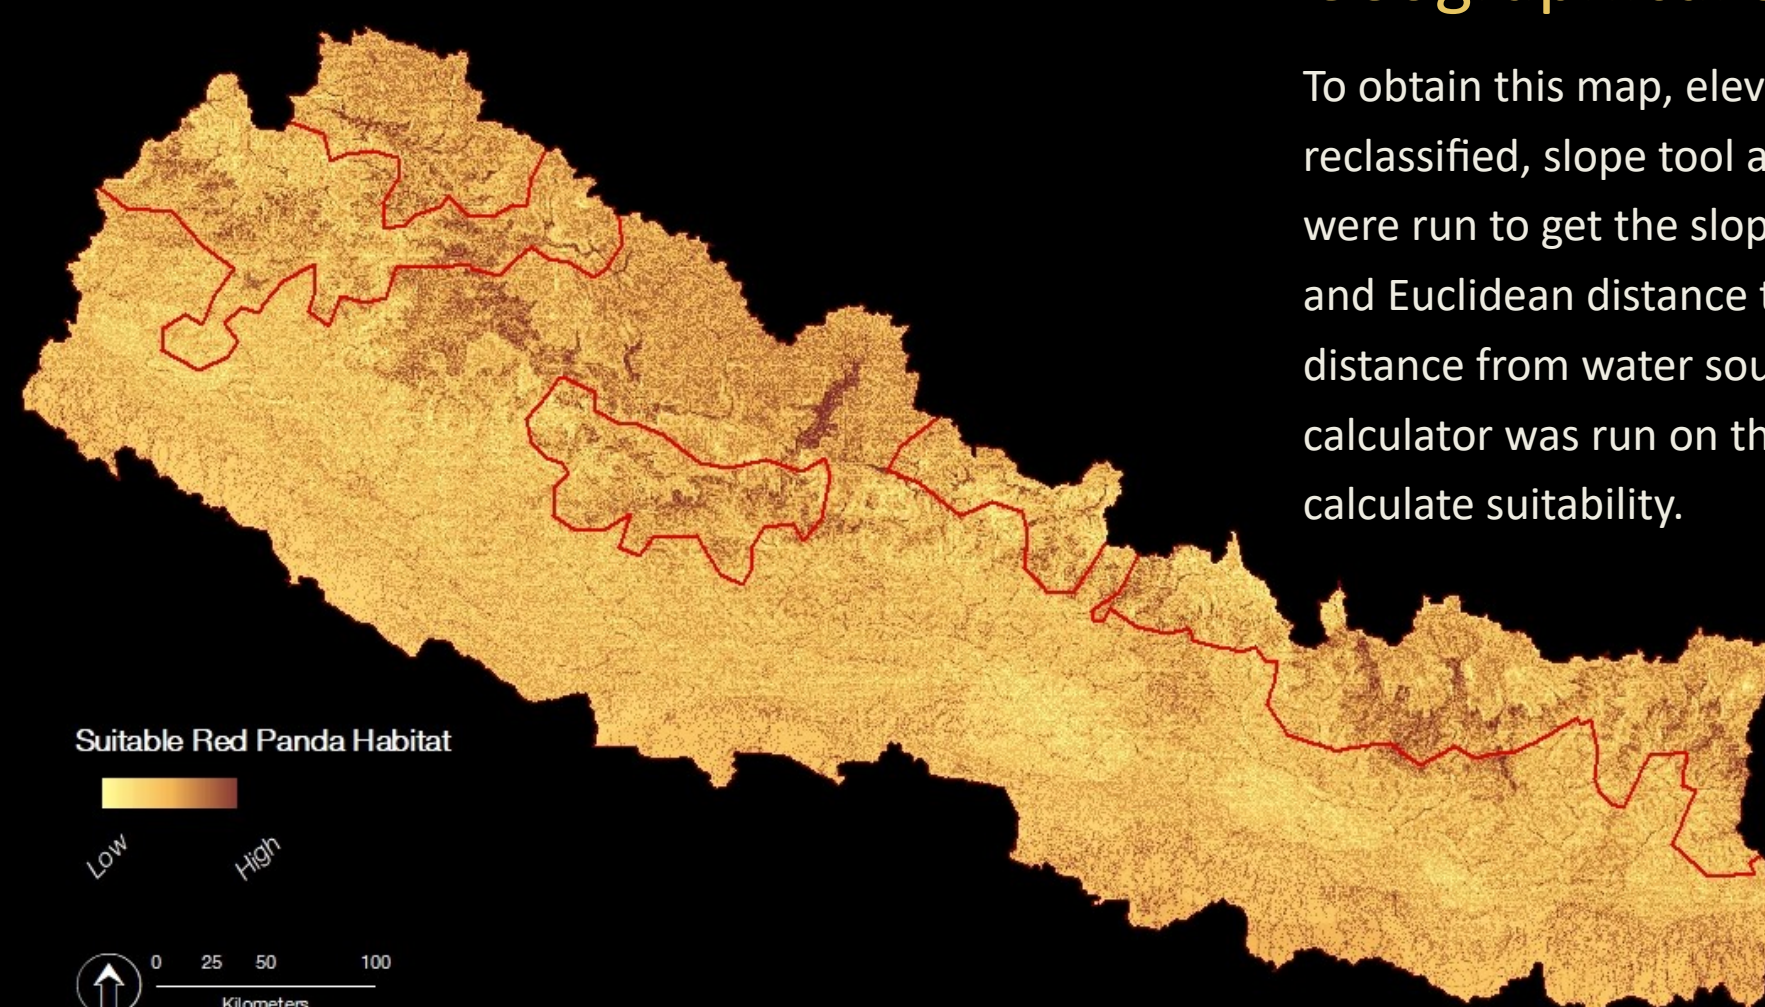 To obtain this map, elev
reclassified, slope tool a
were run to get the slop
and Euclidean distance t
distance from water sou
calculator was run on th
calculate suitability.
Suitable Red Panda Habitat
Low
High
0 25 50 100
Kilometers